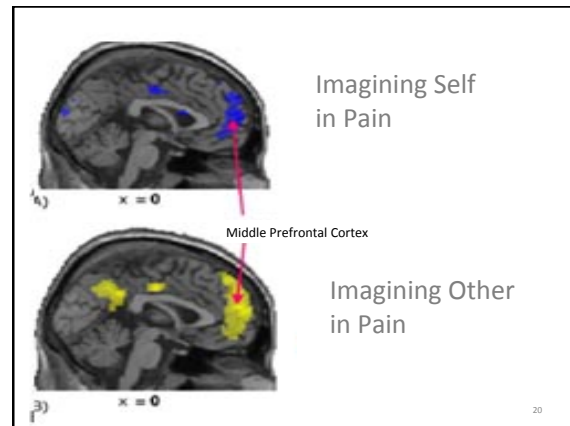 Imagining Self
in Pain
A)
x = 0
Middle Prefrontal Cortex
Imagining Other
in Pain
B)
x = 0
20